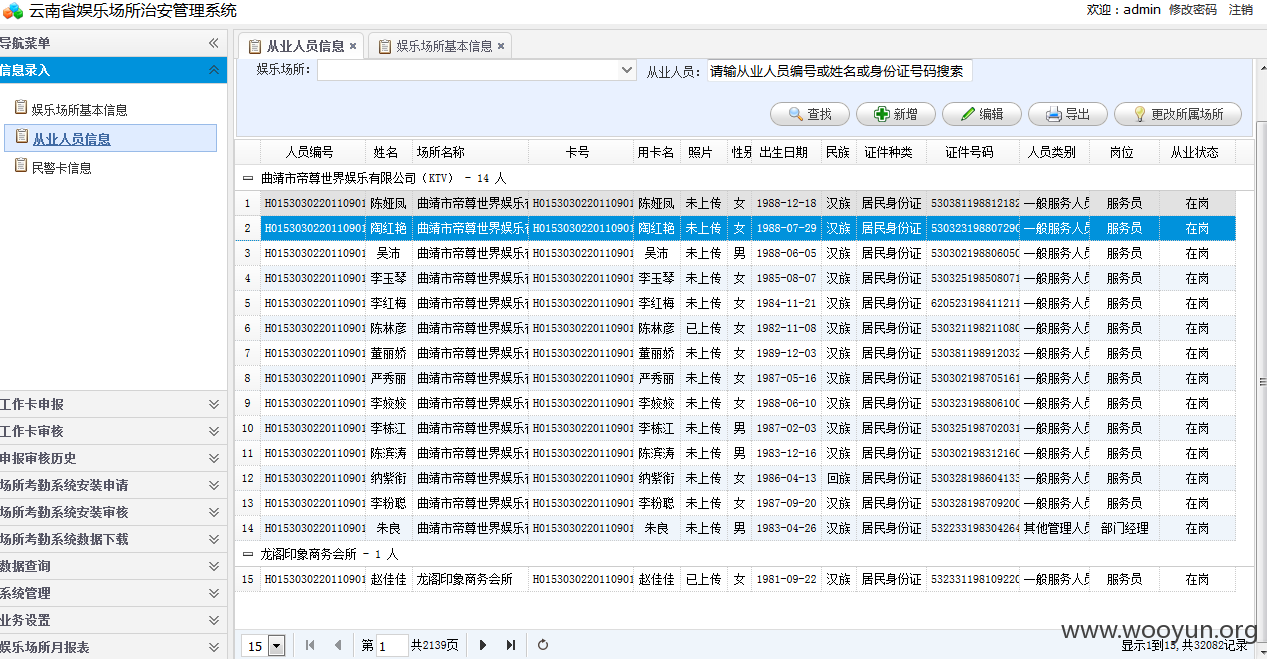 云南省娱乐场所治安管理系统
欢迎：admin 修改密码 注销
导航菜单
信息录入
娱乐场所基本信息
从业人员信息
民警卡信息
工作卡申报
工作卡审核
申报审核历史
场所考勤系统安装申请
场所考勤系统安装审核
场所考勤系统数据下载
数据查询
系统管理
业务设置
娱乐场所月报表
从业人员信息 × 娱乐场所基本信息 ×
娱乐场所： 从业人员： 请输从业人员编号或姓名或身份证号码搜索
查找 新增 编辑 导出 更改所属场所
人员编号 姓名 场所名称 卡号 用卡名 照片 性别 出生日期 民族 证件种类 证件号码 人员类别 岗位 从业状态
曲靖市帝尊世界娱乐有限公司（KTV） - 14 人
1 H0153030220110901 陈娅凤 曲靖市帝尊世界娱乐有 H0153030220110901 陈娅凤 未上传 女 1988-12-18 汉族 居民身份证 530381198812182 一般服务人员 服务员 在岗
2 H0153030220110901 陶红艳 曲靖市帝尊世界娱乐有 H0153030220110901 陶红艳 未上传 女 1988-07-29 汉族 居民身份证 530323198807290 一般服务人员 服务员 在岗
3 H0153030220110901 吴沛 曲靖市帝尊世界娱乐有 H0153030220110901 吴沛 未上传 男 1988-06-05 汉族 居民身份证 530302198806050 一般服务人员 服务员 在岗
4 H0153030220110901 李玉琴 曲靖市帝尊世界娱乐有 H0153030220110901 李玉琴 未上传 女 1985-08-07 汉族 居民身份证 530325198508071 一般服务人员 服务员 在岗
5 H0153030220110901 李红梅 曲靖市帝尊世界娱乐有 H0153030220110901 李红梅 未上传 女 1984-11-21 汉族 居民身份证 620523198411211 一般服务人员 服务员 在岗
6 H0153030220110901 陈林彦 曲靖市帝尊世界娱乐有 H0153030220110901 陈林彦 已上传 女 1982-11-08 汉族 居民身份证 530321198211080 一般服务人员 服务员 在岗
7 H0153030220110901 董丽娇 曲靖市帝尊世界娱乐有 H0153030220110901 董丽娇 未上传 女 1989-12-03 汉族 居民身份证 530381198912032 一般服务人员 服务员 在岗
8 H0153030220110901 严秀丽 曲靖市帝尊世界娱乐有 H0153030220110901 严秀丽 未上传 女 1987-05-16 汉族 居民身份证 530302198705161 一般服务人员 服务员 在岗
9 H0153030220110901 李姣姣 曲靖市帝尊世界娱乐有 H0153030220110901 李姣姣 未上传 女 1988-06-10 汉族 居民身份证 530323198806100 一般服务人员 服务员 在岗
10 H0153030220110901 李栋江 曲靖市帝尊世界娱乐有 H0153030220110901 李栋江 未上传 男 1987-02-03 汉族 居民身份证 530325198702031 一般服务人员 服务员 在岗
11 H0153030220110901 陈滨涛 曲靖市帝尊世界娱乐有 H0153030220110901 陈滨涛 未上传 男 1983-12-16 汉族 居民身份证 530302198312160 一般服务人员 服务员 在岗
12 H0153030220110901 纳紫衔 曲靖市帝尊世界娱乐有 H0153030220110901 纳紫衔 未上传 女 1986-04-13 回族 居民身份证 530328198604133 一般服务人员 服务员 在岗
13 H0153030220110901 李粉聪 曲靖市帝尊世界娱乐有 H0153030220110901 李粉聪 未上传 女 1987-09-20 汉族 居民身份证 530328198709200 一般服务人员 服务员 在岗
14 H0153030220110901 朱良 曲靖市帝尊世界娱乐有 H0153030220110901 朱良 未上传 男 1983-04-26 汉族 居民身份证 532233198304264 其他管理人员 部门经理 在岗
龙阁印象商务会所 - 1 人
15 H0153030220110901 赵佳佳 龙阁印象商务会所 H0153030220110901 赵佳佳 已上传 女 1981-09-22 汉族 居民身份证 532331198109220 一般服务人员 服务员 在岗
www.wooyun.org
15 第 1 共2139页 显示1到15, 共32082记录